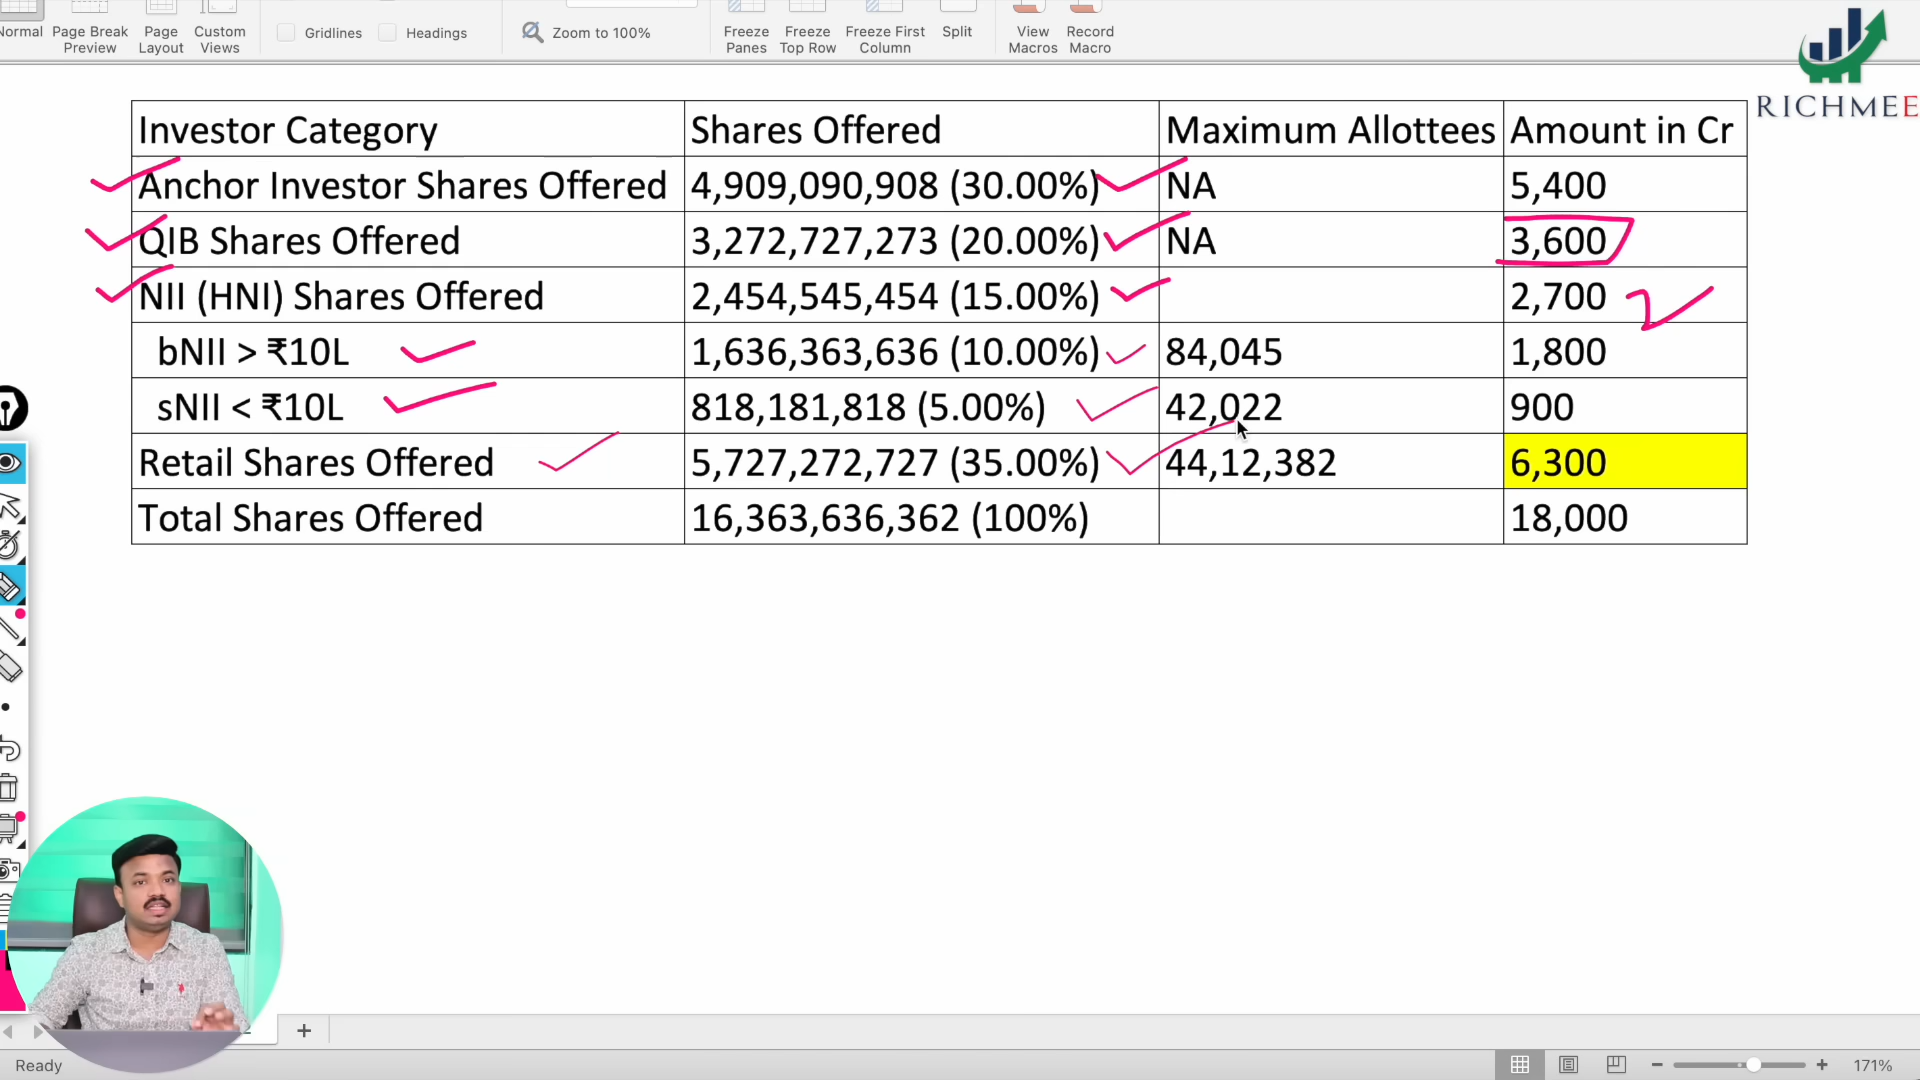 Normal Page Break Preview Page Layout Custom Views Gridlines Headings Zoom to 100% Freeze Panes Freeze Top Row Freeze First Column Split View Macros Record Macro
RICHMEE
Investor Category Shares Offered Maximum Allottees Amount in Cr
Anchor Investor Shares Offered 4,909,090,908 (30.00%) NA 5,400
QIB Shares Offered 3,272,727,273 (20.00%) NA 3,600
NII (HNI) Shares Offered 2,454,545,454 (15.00%) 2,700
bNII > ₹10L 1,636,363,636 (10.00%) 84,045 1,800
sNII < ₹10L 818,181,818 (5.00%) 42,022 900
Retail Shares Offered 5,727,272,727 (35.00%) 44,12,382 6,300
Total Shares Offered 16,363,636,362 (100%) 18,000
Ready 171%